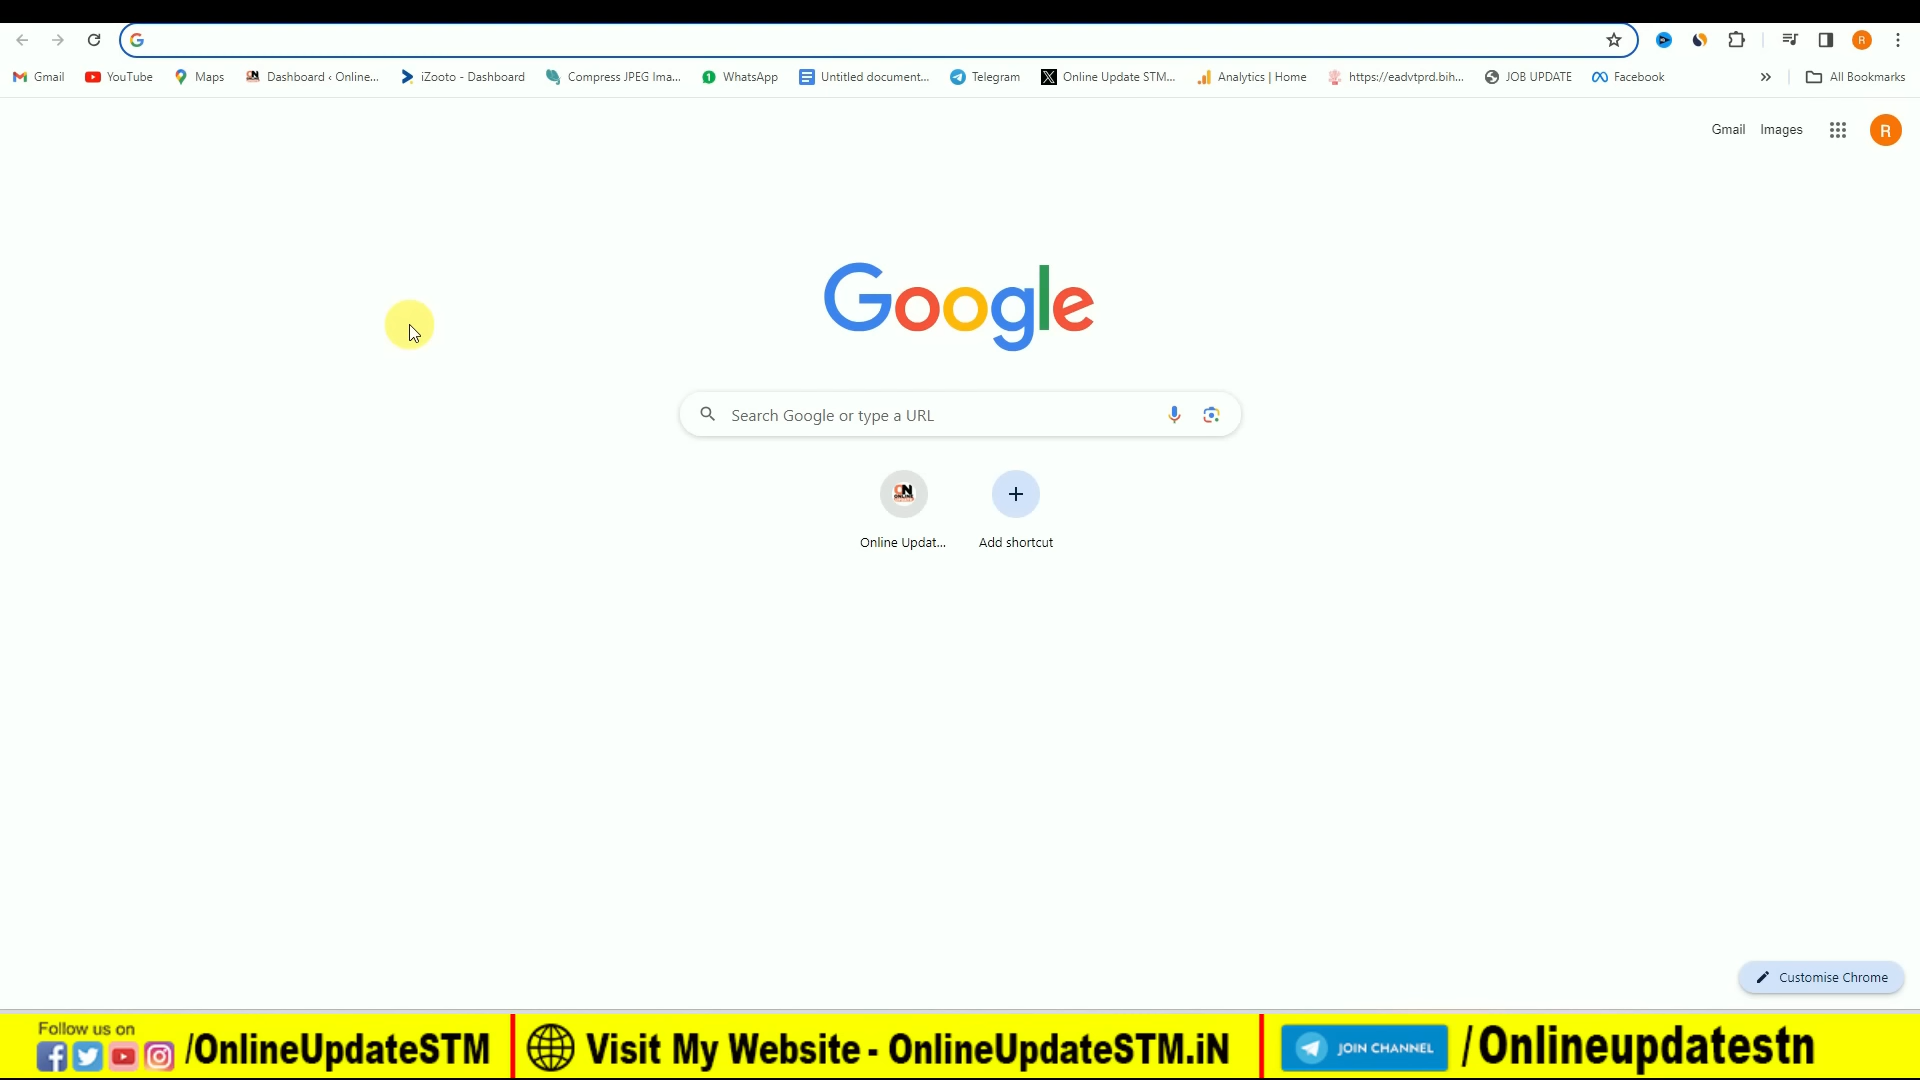 Gmail YouTube Maps Dashboard ‹ Online... iZooto - Dashboard Compress JPEG Ima... WhatsApp Untitled document... Telegram Online Update STM... Analytics | Home https://eadvtprd.bih... JOB UPDATE Facebook » All Bookmarks
Gmail Images R
Google
Search Google or type a URL
Online Updat... Add shortcut
Customise Chrome
Follow us on
/OnlineUpdateSTM Visit My Website - OnlineUpdateSTM.iN JOIN CHANNEL /Onlineupdatestn